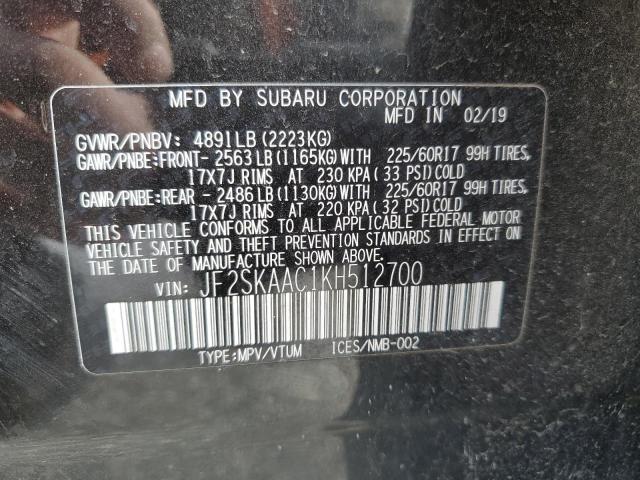 MFD BY SUBARU CORPORATION
MFD IN 02/19
GVWR/PNBV: 4891LB(2223KG)
GAWR/PNBE:FRONT- 2563LB(1165KG)WITH 225/60R17 99H TIRES,
17X7J RIMS AT 230 KPA(33 PSI)COLD
GAWR/PNBE:REAR - 2486LB(1130KG)WITH 225/60R17 99H TIRES,
17X7J RIMS AT 220 KPA(32 PSI)COLD
THIS VEHICLE CONFORMS TO ALL APPLICABLE FEDERAL MOTOR
VEHICLE SAFETY AND THEFT PREVENTION STANDARDS IN EFFECT ON
THE DATE OF MANUFACTURE SHOWN ABOVE.
VIN: JF2SKAAC1KH512700
TYPE:MPV/VTUM ICES/NMB-002